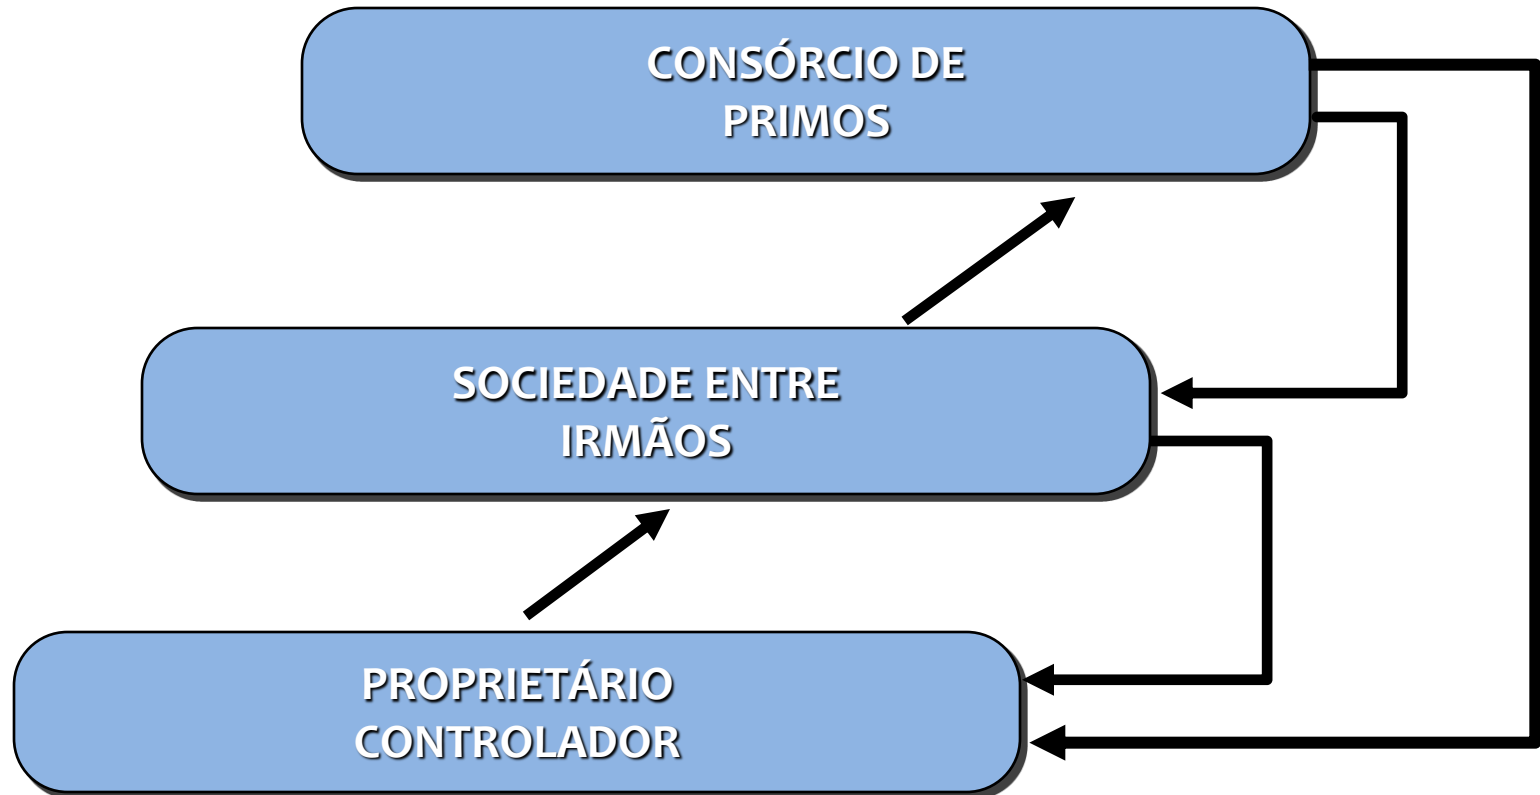 CONSÓRCIO DE
PRIMOS
SOCIEDADE ENTRE
IRMÃOS
PROPRIETÁRIO
CONTROLADOR